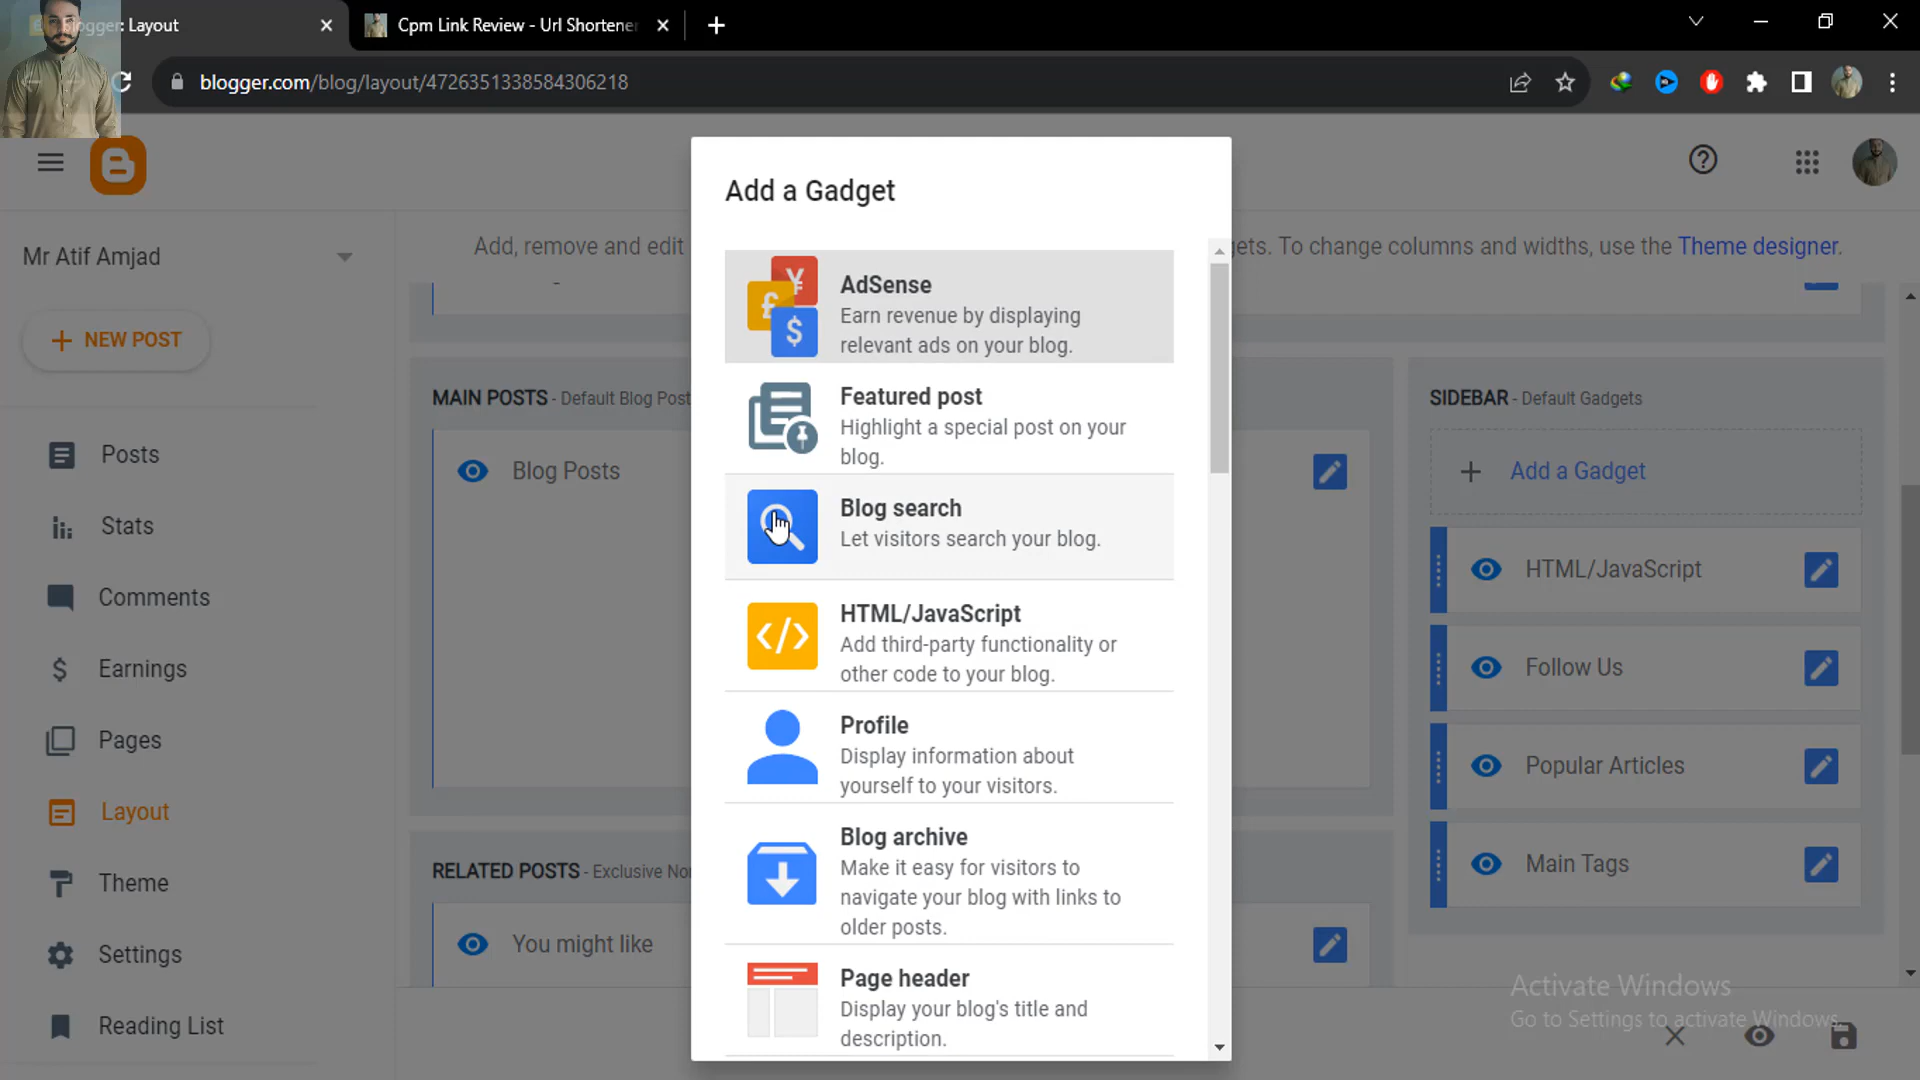 Blogger: Layout
Cpm Link Review - Url Shortener
blogger.com/blog/layout/4726351338584306218
Mr Atif Amjad
NEW POST
Posts
Stats
Comments
Earnings
Pages
Layout
Theme
Settings
Reading List
Add, remove and edit
gets. To change columns and widths, use the Theme designer.
MAIN POSTS - Default Blog Post
Blog Posts
RELATED POSTS - Exclusive
You might like
Add a Gadget
AdSense
Earn revenue by displaying
relevant ads on your blog.
Featured post
Highlight a special post on your
blog.
Blog search
Let visitors search your blog.
HTML/JavaScript
Add third-party functionality or
other code to your blog.
Profile
Display information about
yourself to your visitors.
Blog archive
Make it easy for visitors to
navigate your blog with links to
older posts.
Page header
Display your blog's title and
description.
SIDEBAR - Default Gadgets
Add a Gadget
HTML/JavaScript
Follow Us
Popular Articles
Main Tags
Activate Windows
Go to Settings to activate Windows.